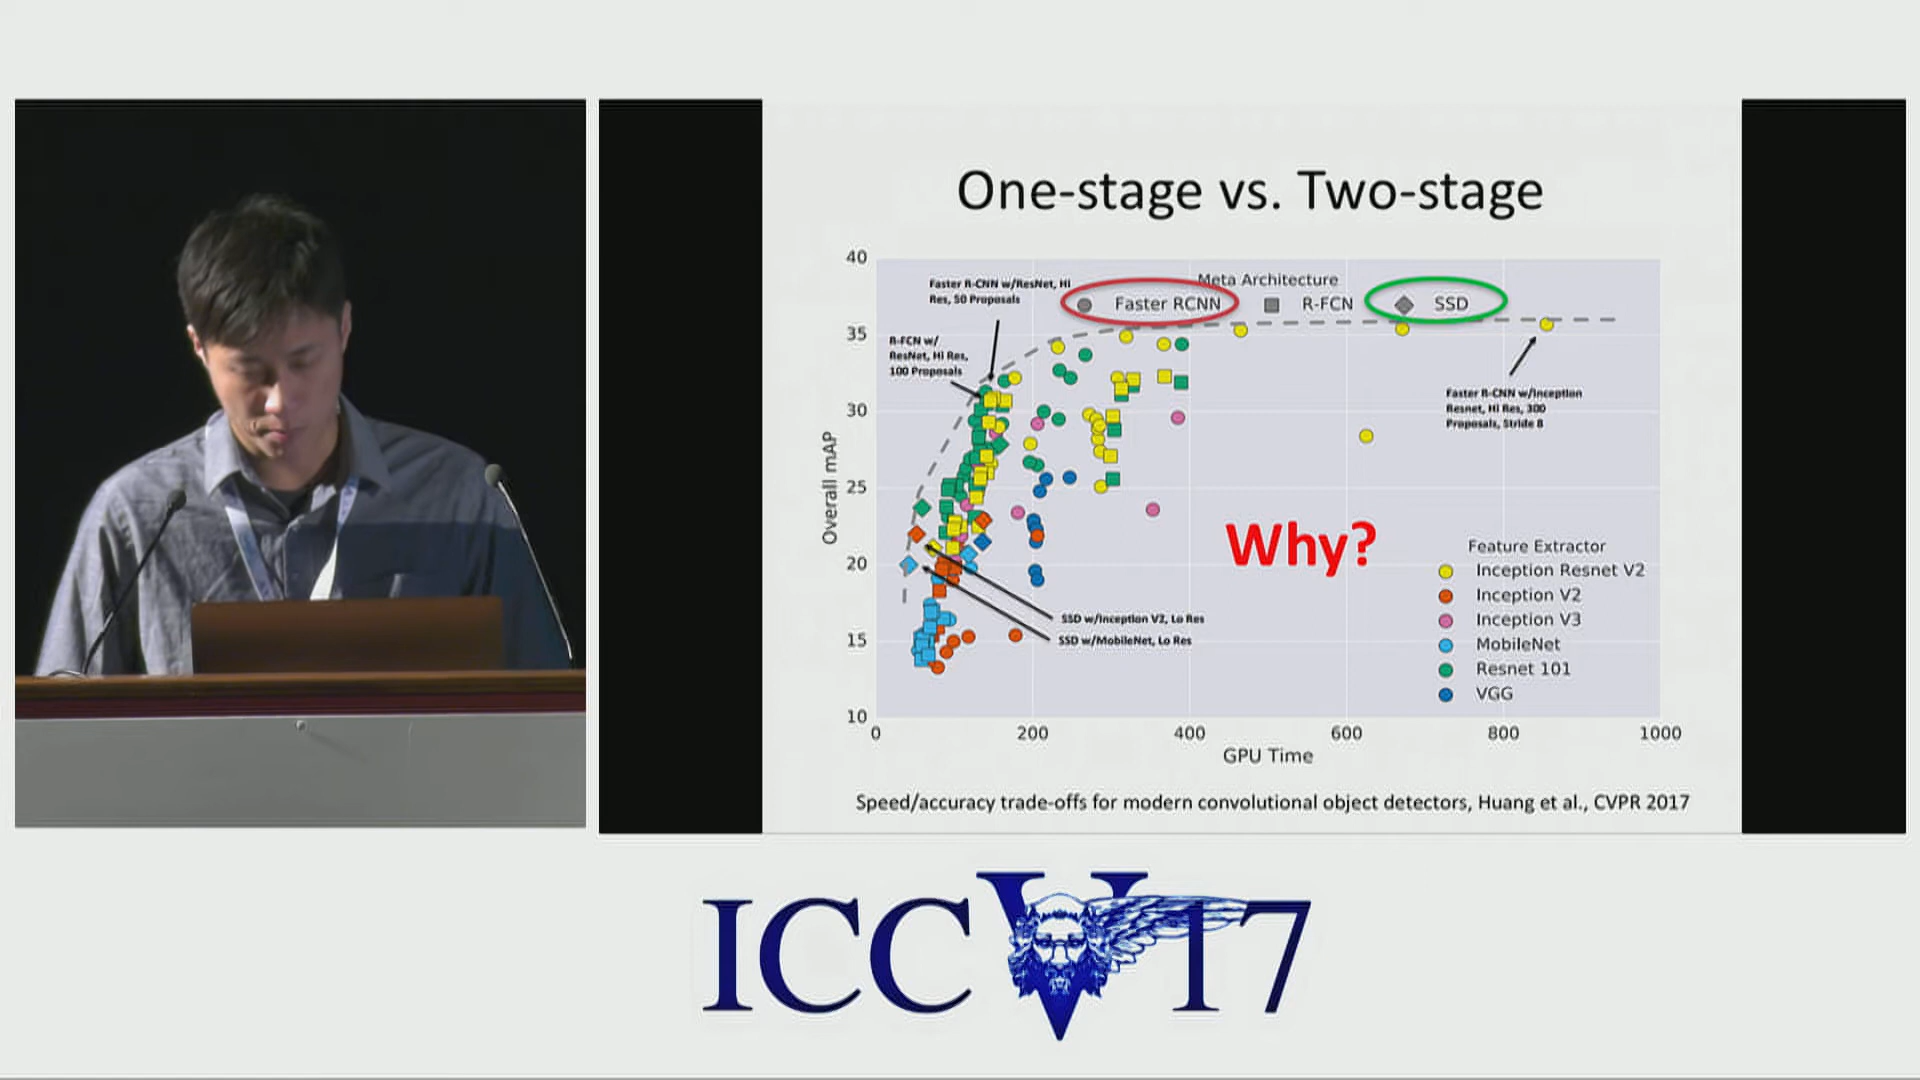 One-stage vs. Two-stage
40
35
30
25
20
15
10
Overall mAP
0
200
400
600
800
1000
GPU Time
Meta Architecture
Faster RCNN
R-FCN
SSD
Faster R-CNN w/ResNet, Hi
Res, 50 Proposals
R-FCN w/
ResNet, Hi Res,
100 Proposals
Faster R-CNN w/Inception
Resnet, Hi Res, 300
Proposals, Stride 8
Why?
SSD w/Inception V2, Lo Res
SSD w/MobileNet, Lo Res
Feature Extractor
Inception Resnet V2
Inception V2
Inception V3
MobileNet
Resnet 101
VGG
Speed/accuracy trade-offs for modern convolutional object detectors, Huang et al., CVPR 2017
ICCV17